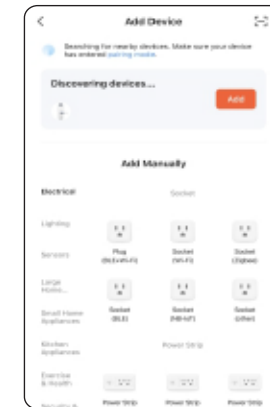 Add Device
Searching for nearby devices. Make sure your device
has entered pairing mode.
Discovering devices...
Add
Add Manually
Electrical
Socket
Lighting
Plug
(BLE+Wi-Fi)
Socket
(Wi-Fi)
Socket
(Zigbee)
Sensors
Large
Home...
Socket
(BLE)
Socket
(NB-IoT)
Socket
(other)
Small Home
Appliances
Kitchen
Appliances
Power Strip
Exercise
& Health
Power Strip
Power Strip
Power Strip
Security &